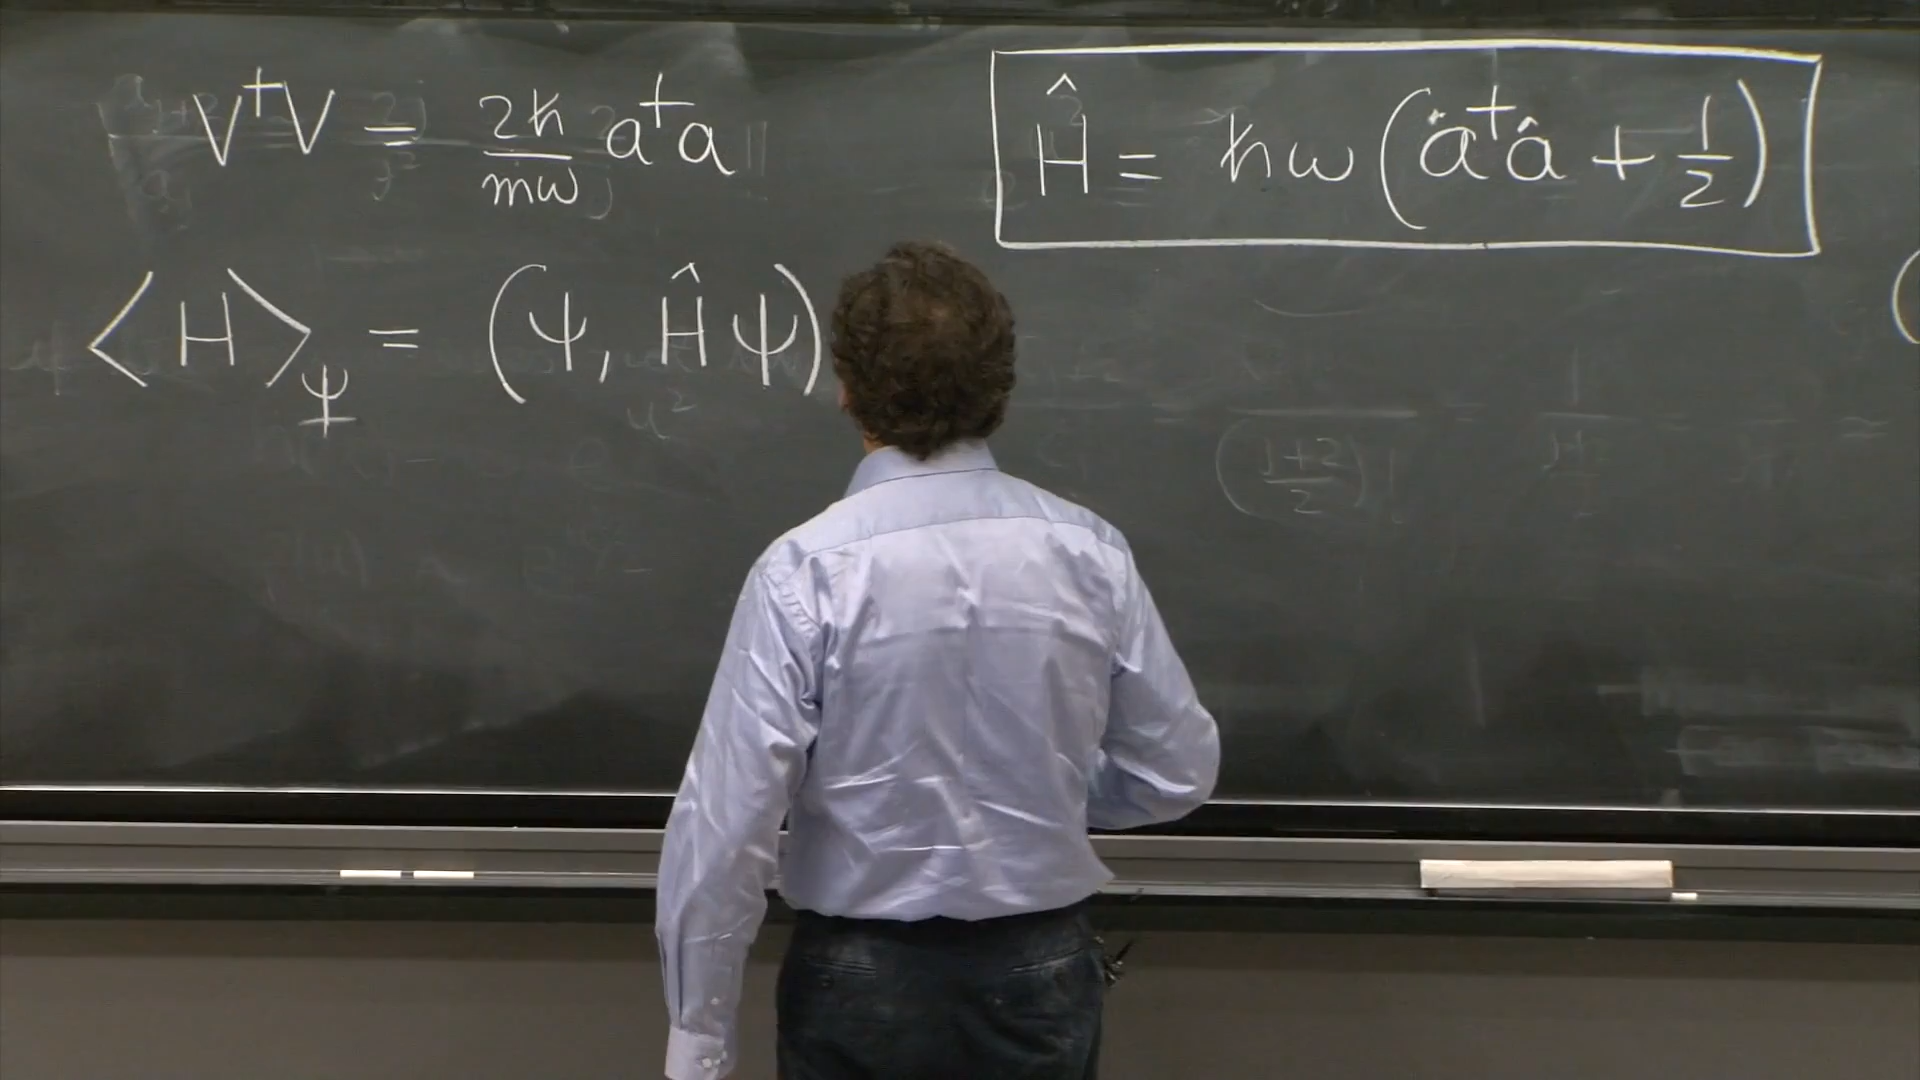 V†V = 2ħ/mω a†a
Ĥ = ħω (â†â + 1/2)
⟨H⟩_ψ = (ψ, Ĥψ)